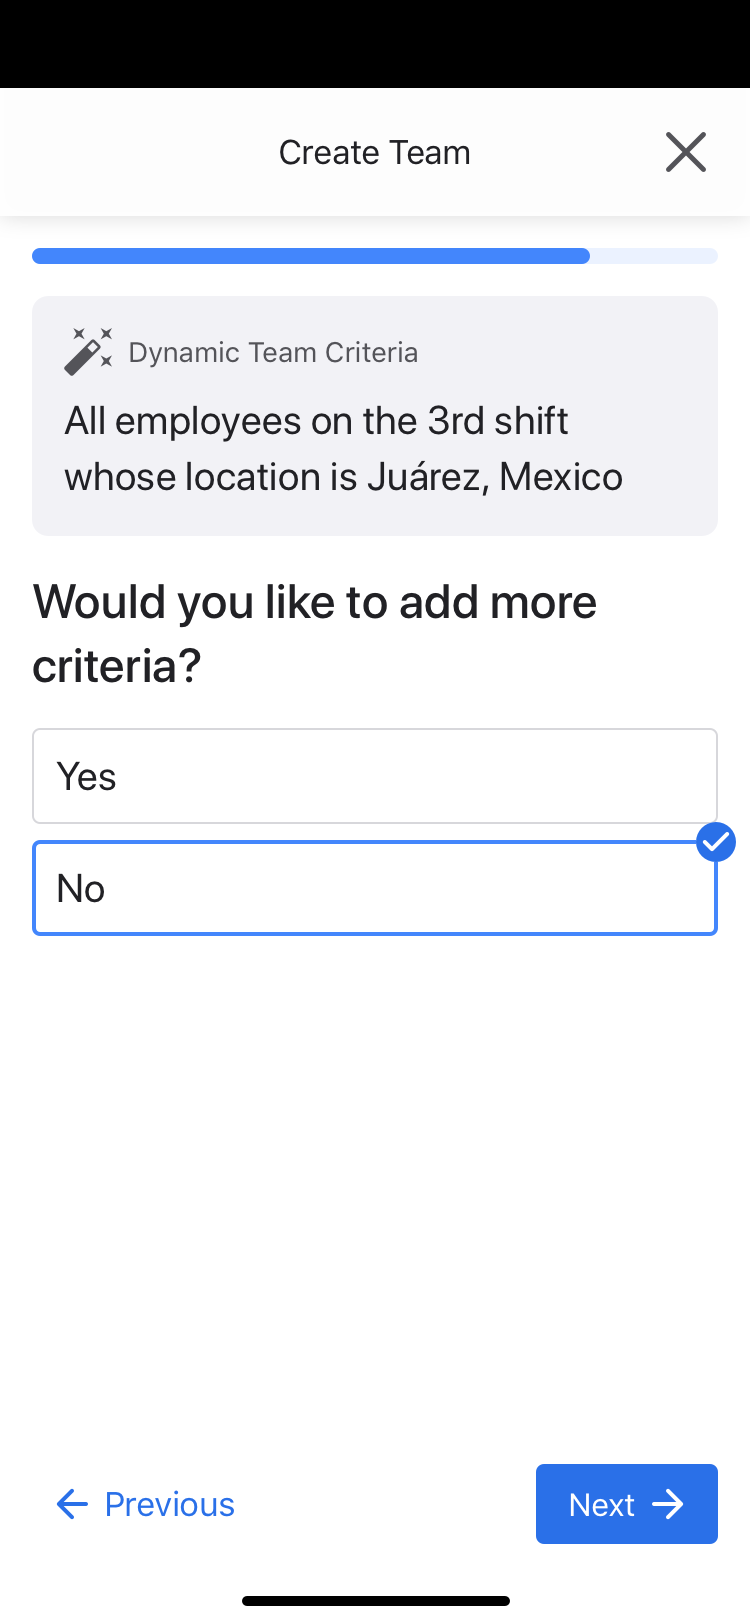 Create Team
Dynamic Team Criteria
All employees on the 3rd shift
whose location is Juárez, Mexico
Would you like to add more
criteria?
Yes
No
Previous
Next